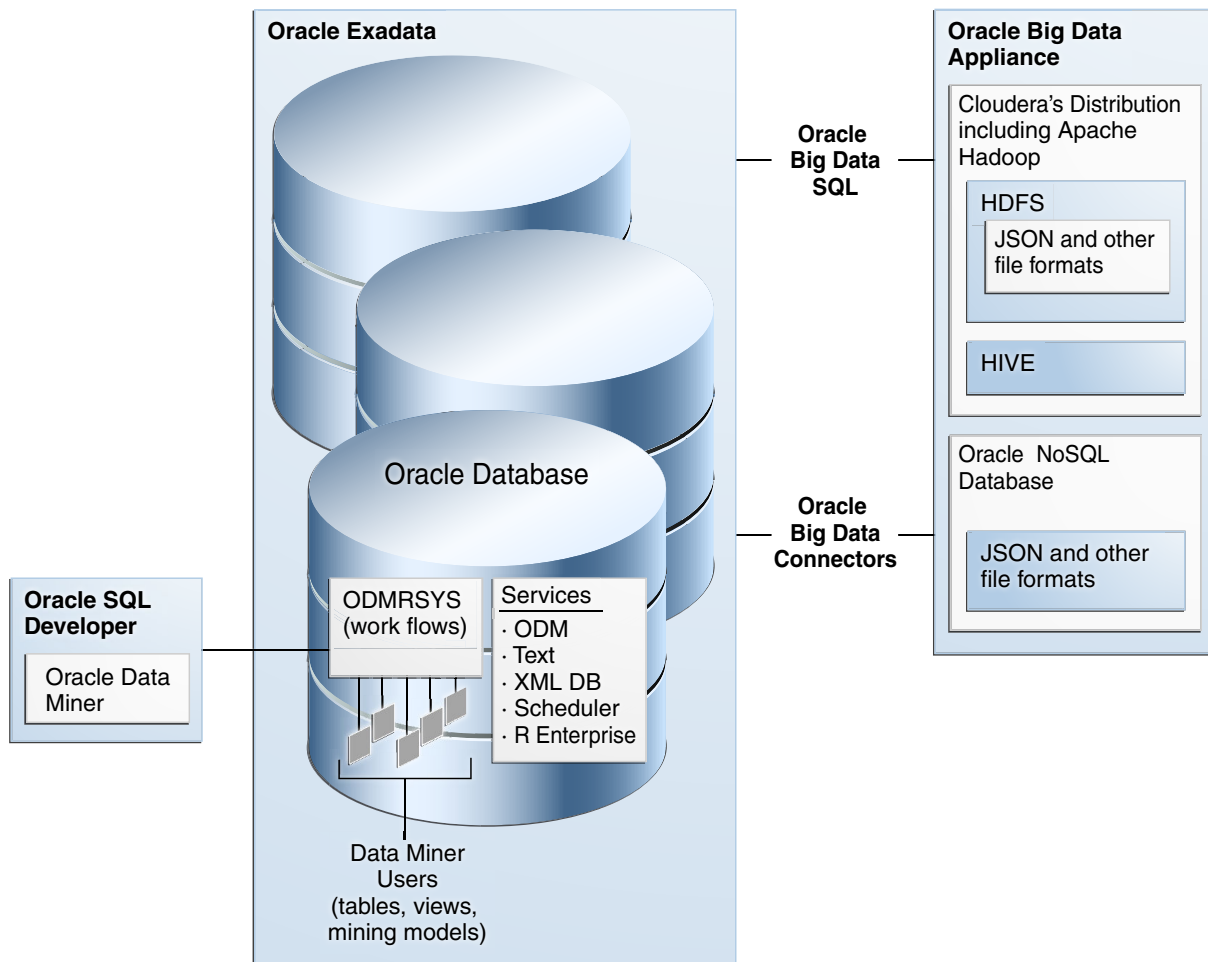 Oracle Exadata
Oracle Database
ODMRSYS
(work flows)
Services
· ODM
· Text
· XML DB
· Scheduler
· R Enterprise
Data Miner
Users
(tables, views,
mining models)
Oracle SQL
Developer
Oracle Data
Miner
Oracle
Big Data
SQL
Oracle
Big Data
Connectors
Oracle Big Data
Appliance
Cloudera's Distribution
including Apache
Hadoop
HDFS
JSON and other
file formats
HIVE
Oracle NoSQL
Database
JSON and other
file formats